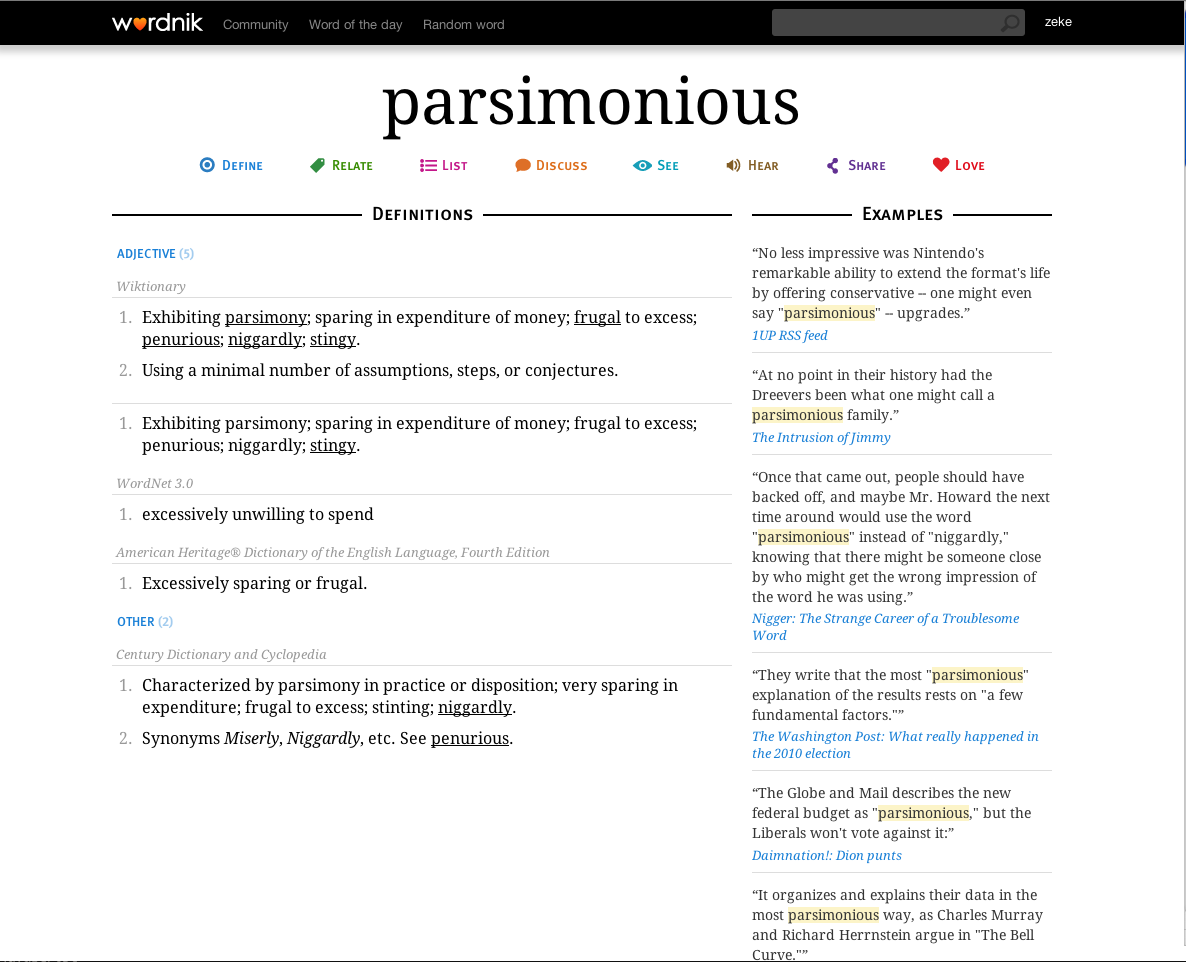 wordnik Community Word of the day Random word zeke
parsimonious
Define Relate List Discuss See Hear Share Love
Definitions
ADJECTIVE (5)
Wiktionary
1. Exhibiting parsimony; sparing in expenditure of money; frugal to excess;
penurious; niggardly; stingy.
2. Using a minimal number of assumptions, steps, or conjectures.
1. Exhibiting parsimony; sparing in expenditure of money; frugal to excess;
penurious; niggardly; stingy.
WordNet 3.0
1. excessively unwilling to spend
American Heritage® Dictionary of the English Language, Fourth Edition
1. Excessively sparing or frugal.
OTHER (2)
Century Dictionary and Cyclopedia
1. Characterized by parsimony in practice or disposition; very sparing in
expenditure; frugal to excess; stinting; niggardly.
2. Synonyms Miserly, Niggardly, etc. See penurious.
Examples
“No less impressive was Nintendo's
remarkable ability to extend the format's life
by offering conservative -- one might even
say "parsimonious" -- upgrades.”
1UP RSS feed
“At no point in their history had the
Dreevers been what one might call a
parsimonious family.”
The Intrusion of Jimmy
“Once that came out, people should have
backed off, and maybe Mr. Howard the next
time around would use the word
"parsimonious" instead of "niggardly,"
knowing that there might be someone close
by who might get the wrong impression of
the word he was using.”
Nigger: The Strange Career of a Troublesome
Word
“They write that the most "parsimonious"
explanation of the results rests on "a few
fundamental factors."”
The Washington Post: What really happened in
the 2010 election
“The Globe and Mail describes the new
federal budget as "parsimonious," but the
Liberals won't vote against it:”
Daimnation!: Dion punts
“It organizes and explains their data in the
most parsimonious way, as Charles Murray
and Richard Herrnstein argue in "The Bell
Curve."”